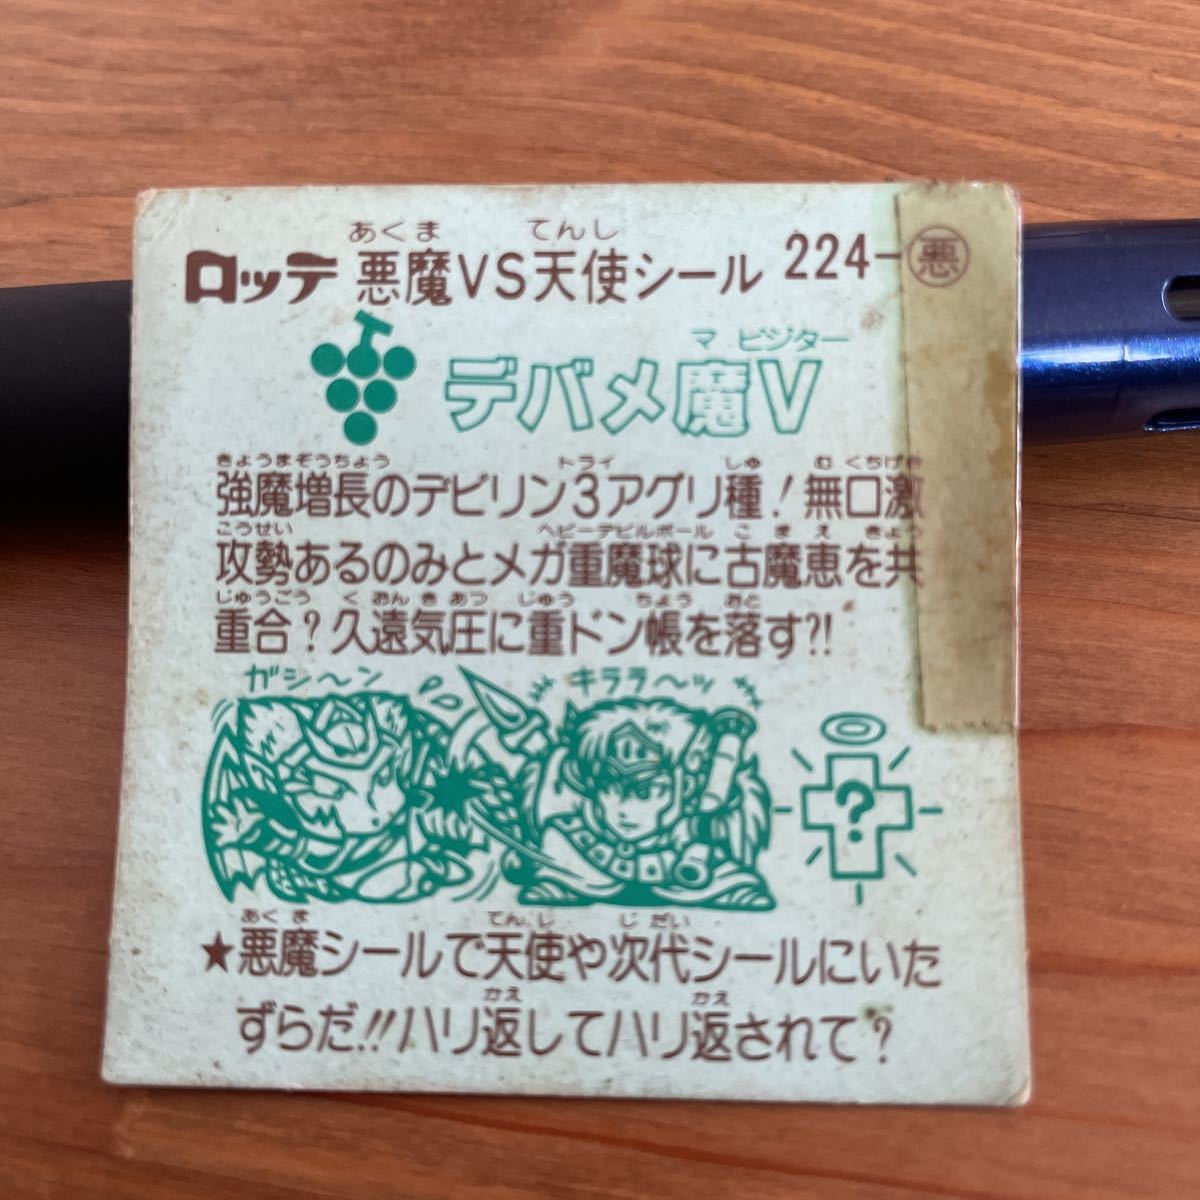 あくま てんし
ロッテ 悪魔VS天使シール 224-悪
マ ビジター
デバメ魔V
きょうまぞうちょう トライ しゅ むくちげき
強魔増長のデビリン3アグリ種!無口激
こうせい ヘビーデビルボール こ ま え きょう
攻勢あるのみとメガ重魔球に古魔恵を共
じゅうごう く おん き あつ じゅう ちょう おと
重合?久遠気圧に重ドン帳を落す?!
ガシ〜ン キララ〜ッ
?
あくま てんし じだい
★悪魔シールで天使や次代シールにいた
かえ かえ
ずらだ!!ハリ返してハリ返されて?